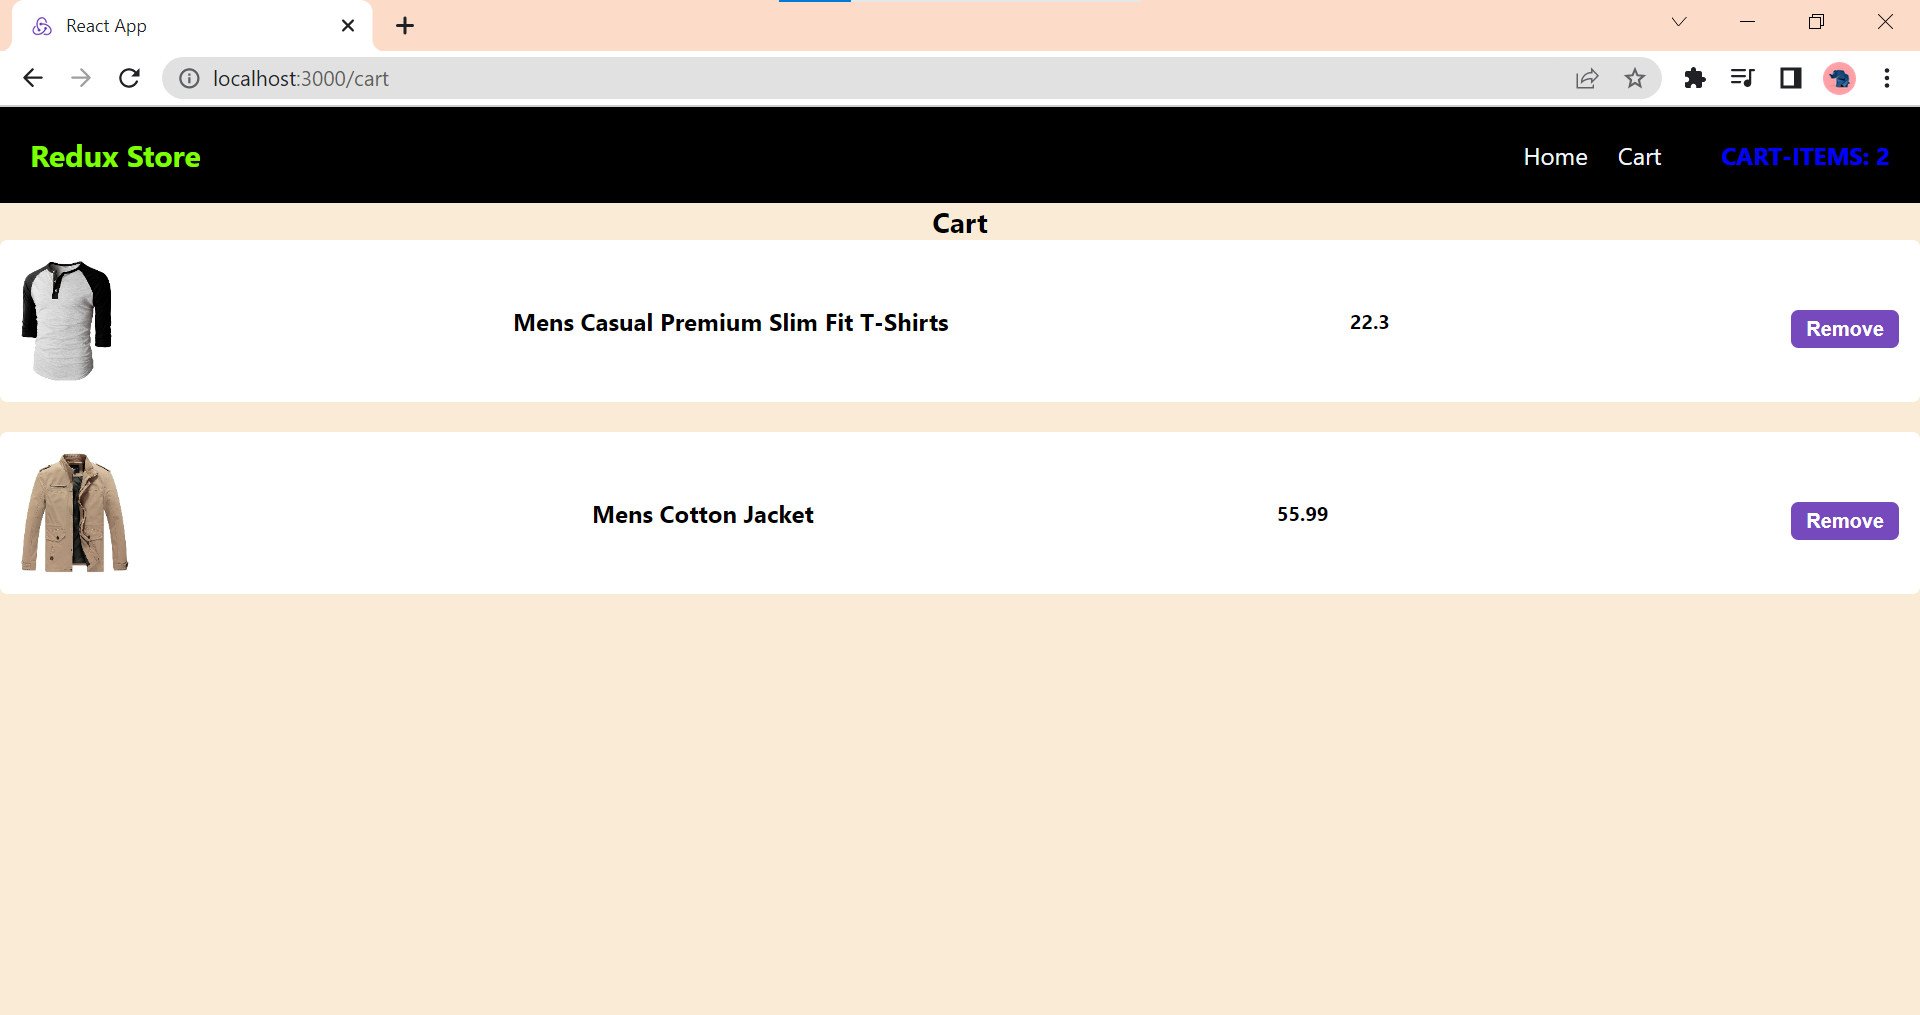 React App
localhost:3000/cart
Redux Store
Home Cart CART-ITEMS: 2
Cart
Mens Casual Premium Slim Fit T-Shirts 22.3 Remove
Mens Cotton Jacket 55.99 Remove